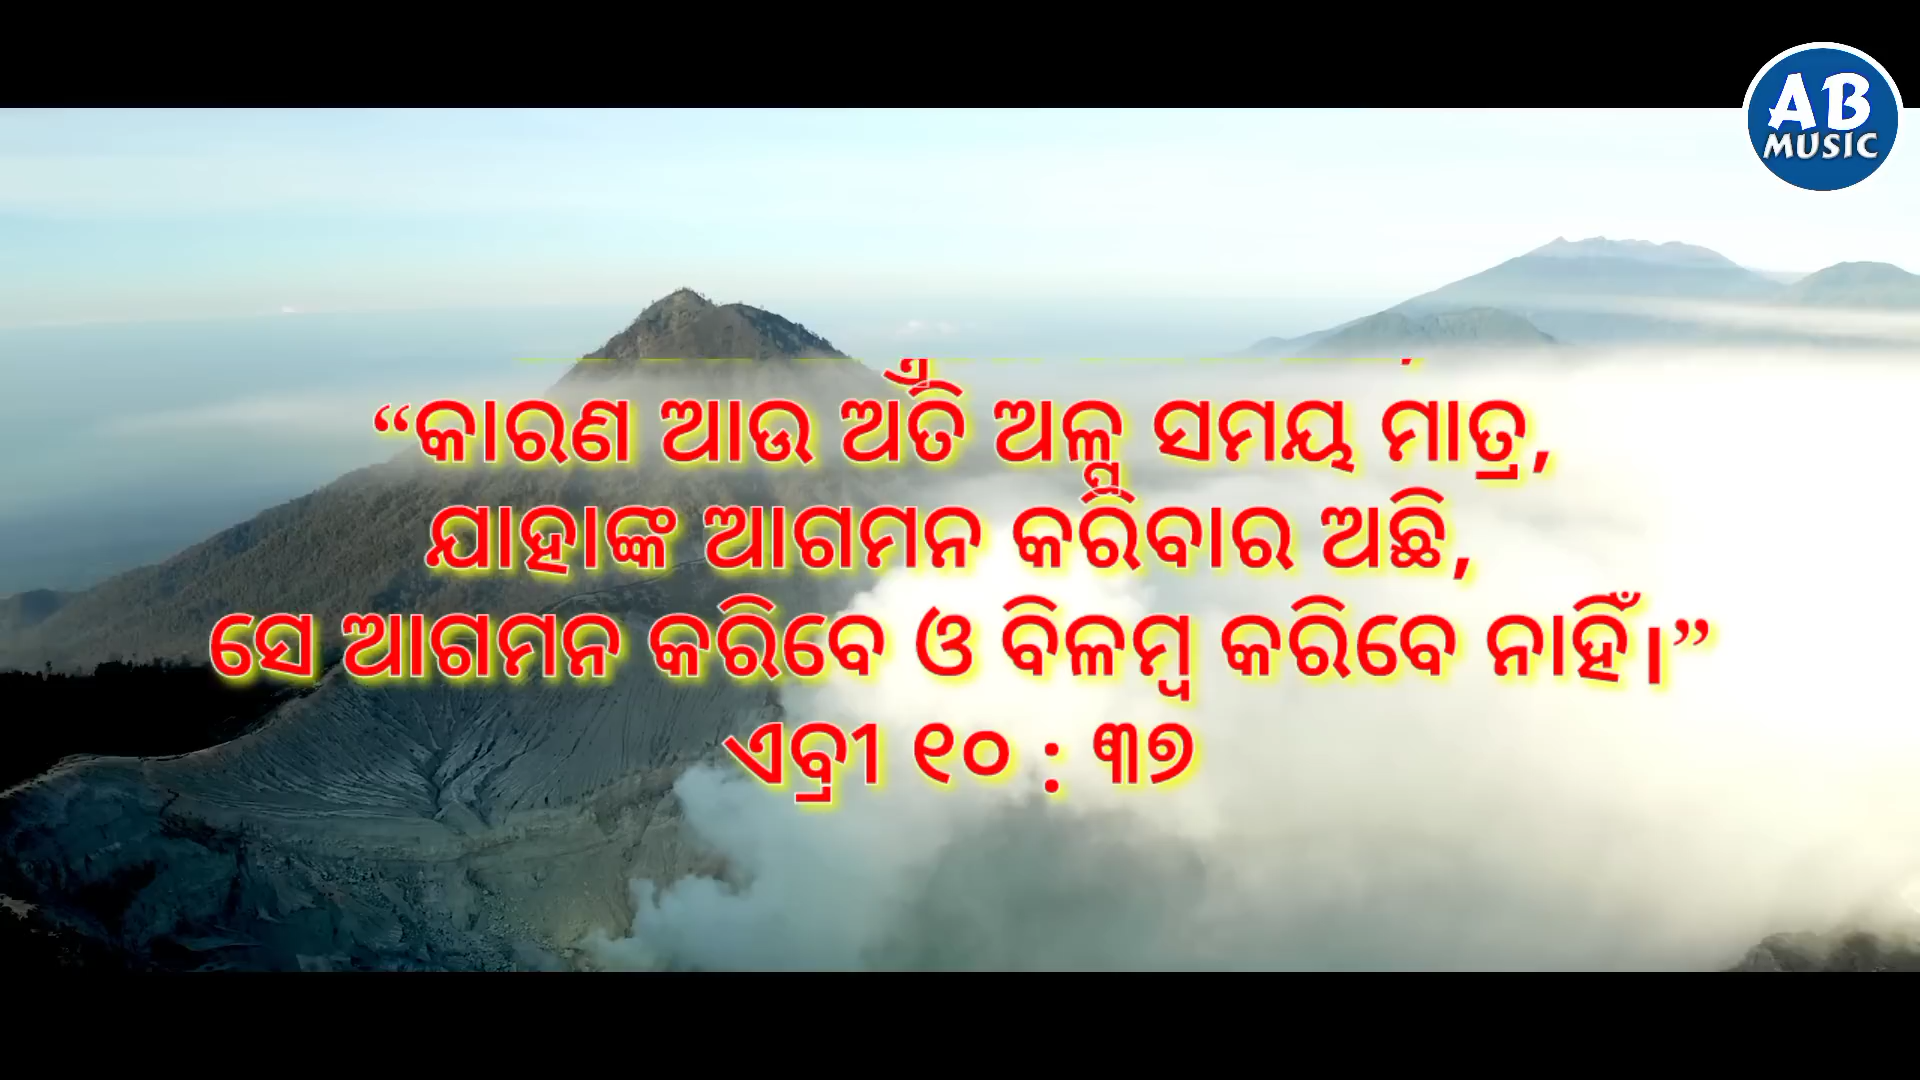 AB
MUSIC
“କାରଣ ଆଉ ଅତି ଅଳ୍ପ ସମୟ ମାତ୍ର,
ଯାହାଙ୍କ ଆଗମନ କରିବାର ଅଛି,
ସେ ଆଗମନ କରିବେ ଓ ବିଳମ୍ବ କରିବେ ନାହିଁ।”
ଏବ୍ରୀ ୧୦ : ୩୭